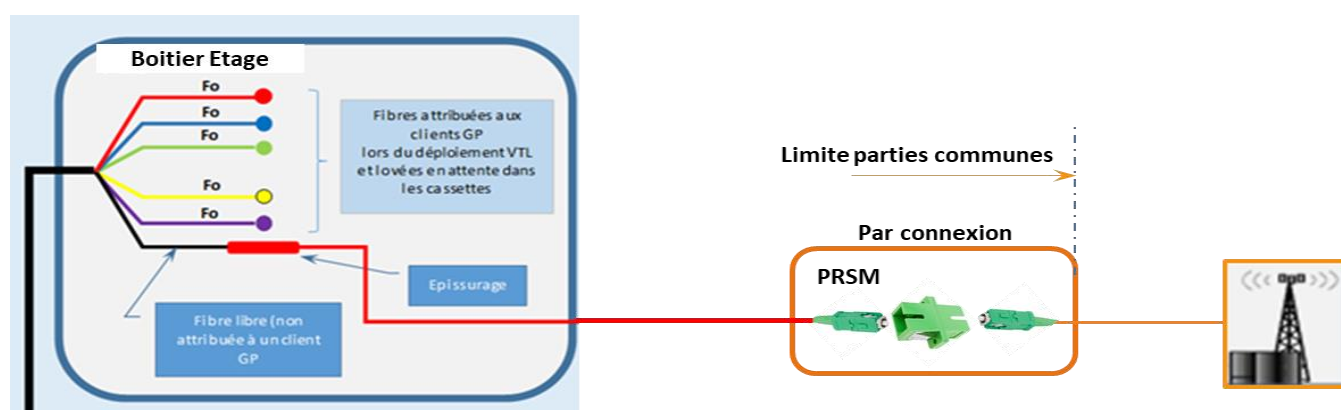 Boitier Etage
Fo
Fo
Fo
Fo
Fo
Fibres attribuées aux
clients GP
lors du déploiement VTL
et lovées en attente dans
les cassettes
Epissurage
Fibre libre (non
attribuée à un client
GP
Limite parties communes
Par connexion
PRSM